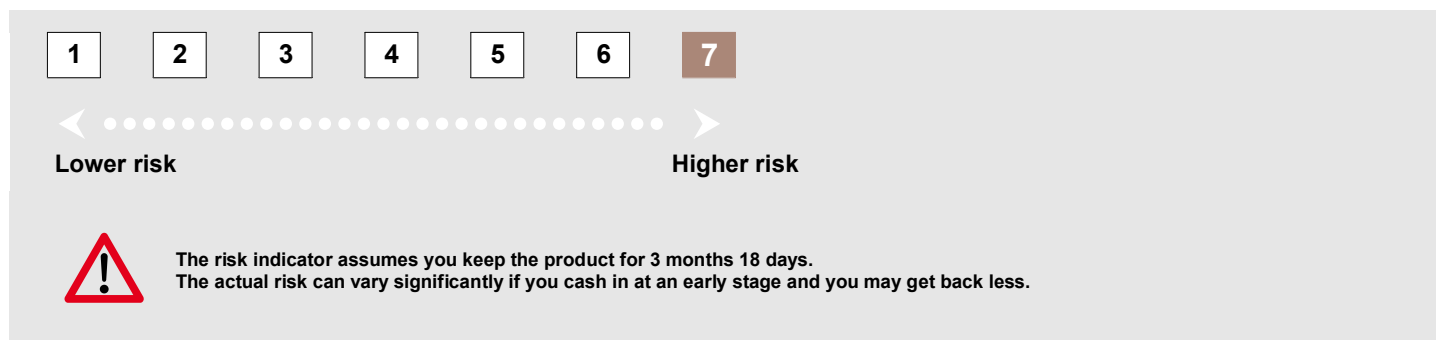 1 2 3 4 5 6 7
Lower risk Higher risk
The risk indicator assumes you keep the product for 3 months 18 days.
The actual risk can vary significantly if you cash in at an early stage and you may get back less.